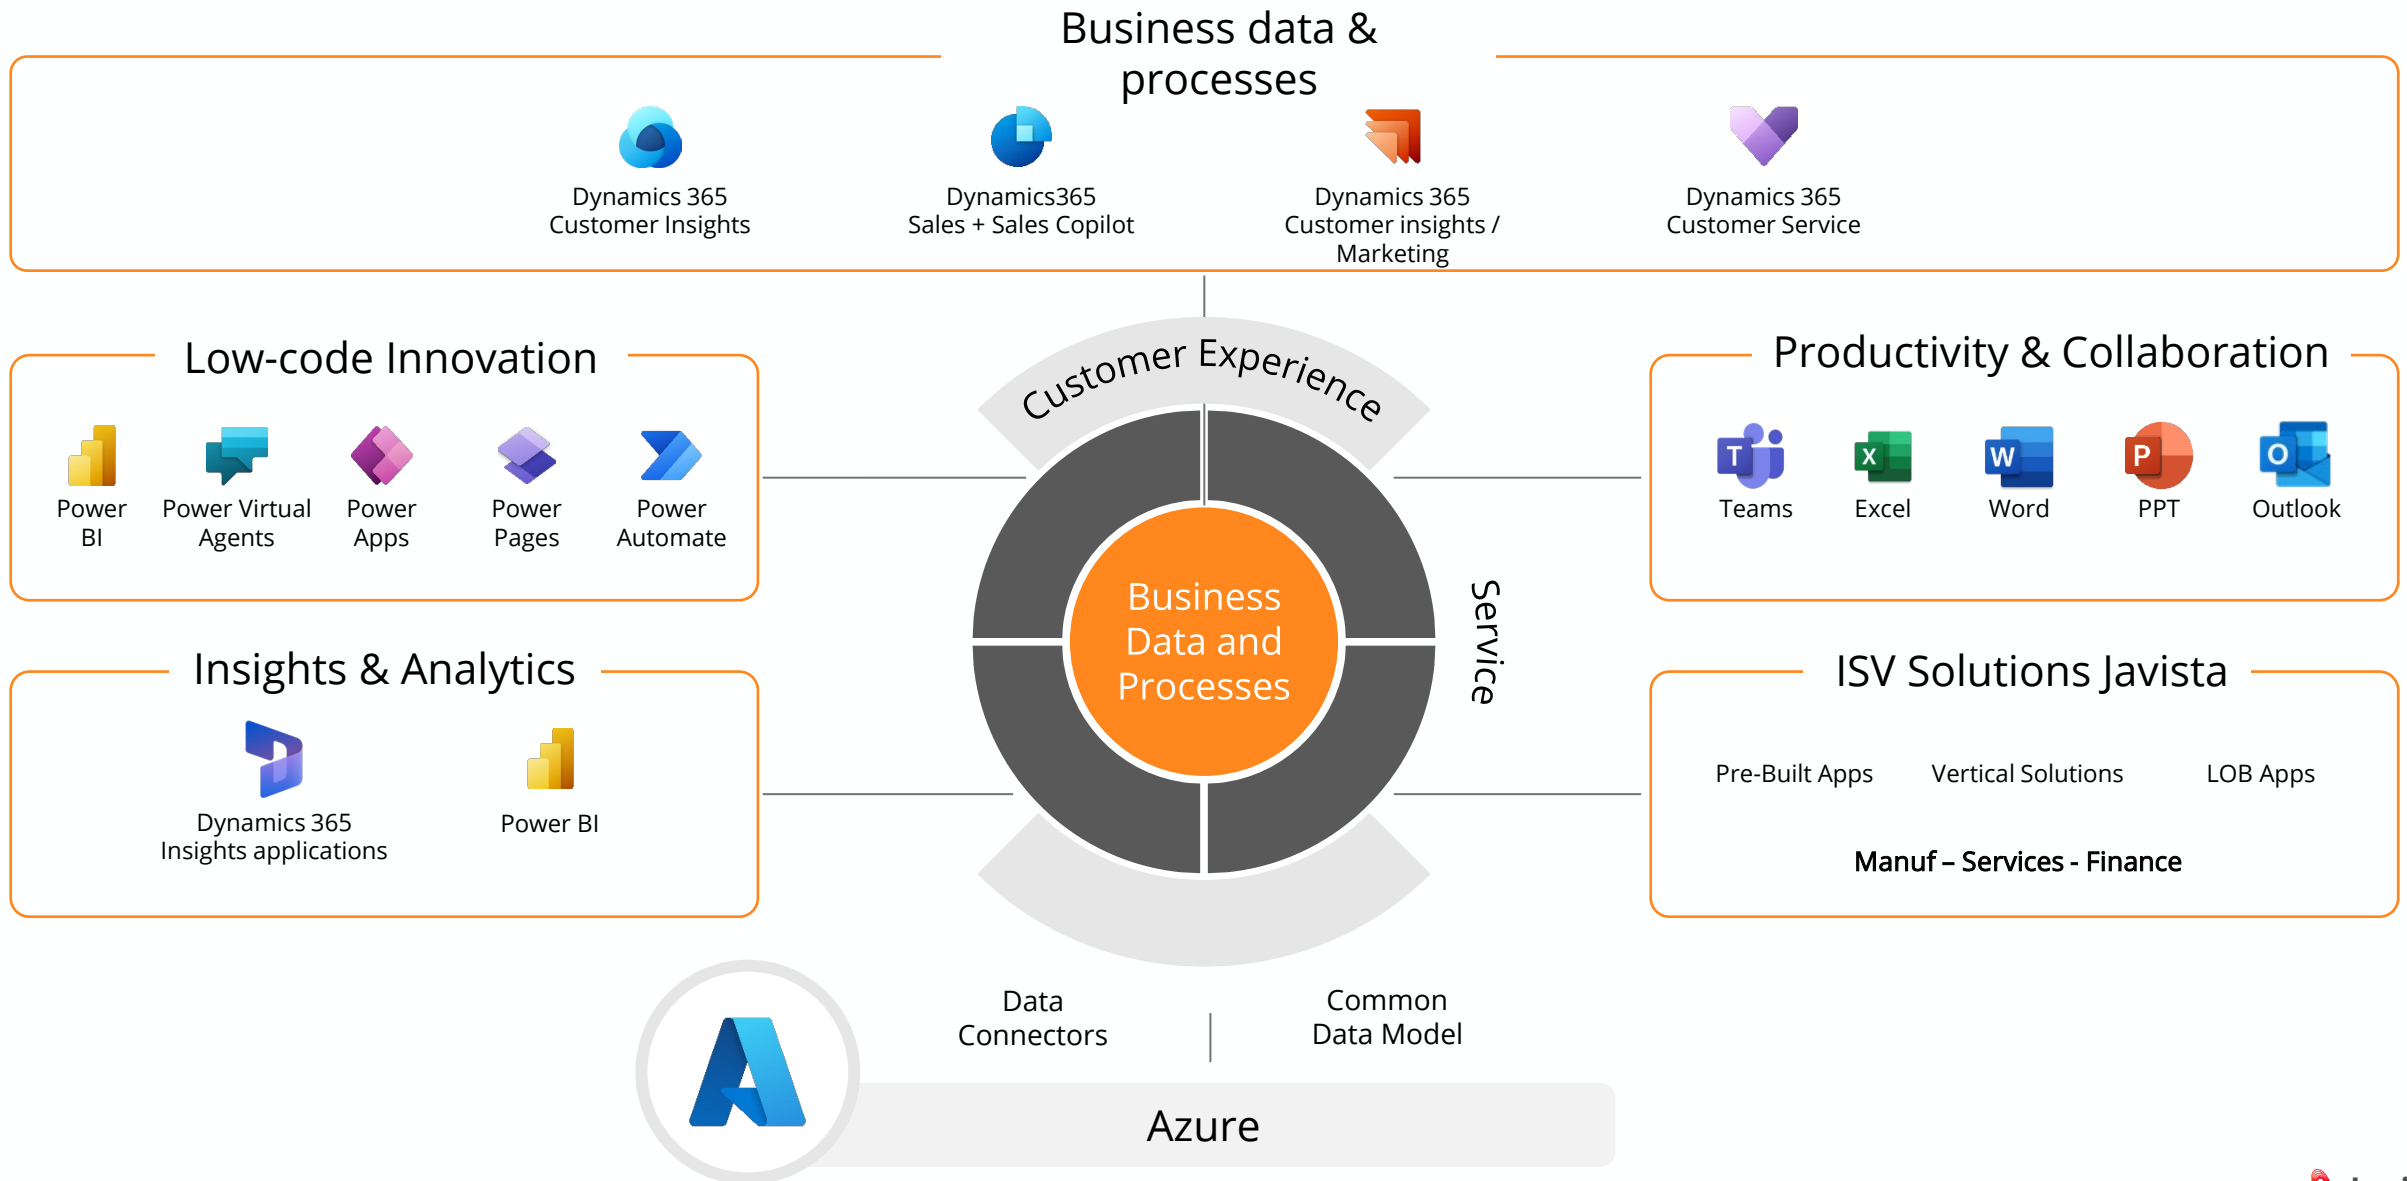 Business data &
processes
Dynamics 365
Customer Insights
Dynamics365
Sales + Sales Copilot
Dynamics 365
Customer insights /
Marketing
Dynamics 365
Customer Service
Low-code Innovation
Power
BI
Power Virtual
Agents
Power
Apps
Power
Pages
Power
Automate
Customer Experience
Productivity & Collaboration
T
Teams
X
Excel
W
Word
P
PPT
O
Outlook
Business
Data and
Processes
Service
Insights & Analytics
Dynamics 365
Insights applications
Power BI
ISV Solutions Javista
Pre-Built Apps
Vertical Solutions
LOB Apps
Manuf – Services - Finance
Data
Connectors
Common
Data Model
Azure